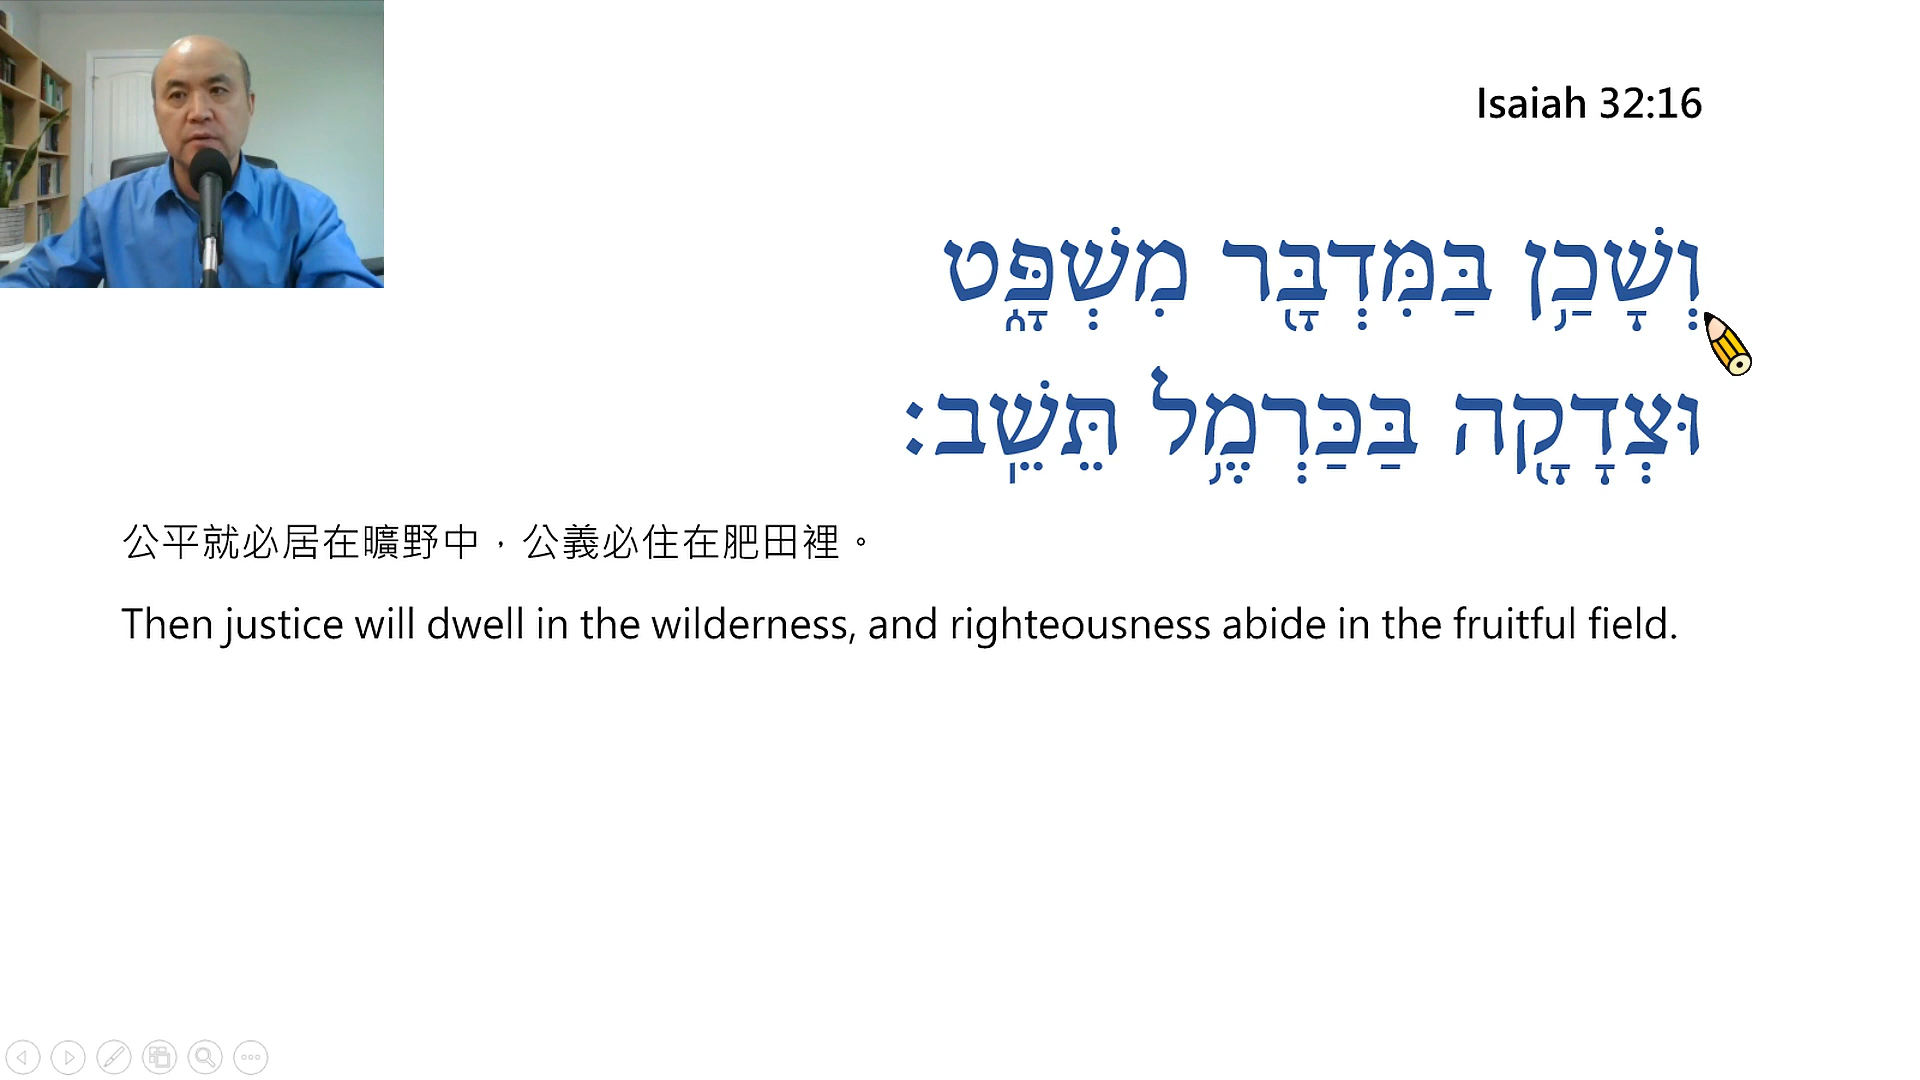 Isaiah 32:16
וְשָׁכַ֥ן בַּמִּדְבָּ֖ר מִשְׁפָּ֑ט
וּצְדָקָ֖ה בַּכַּרְמֶ֥ל תֵּשֵֽׁב׃
公平就必居在曠野中，公義必住在肥田裡。
Then justice will dwell in the wilderness, and righteousness abide in the fruitful field.